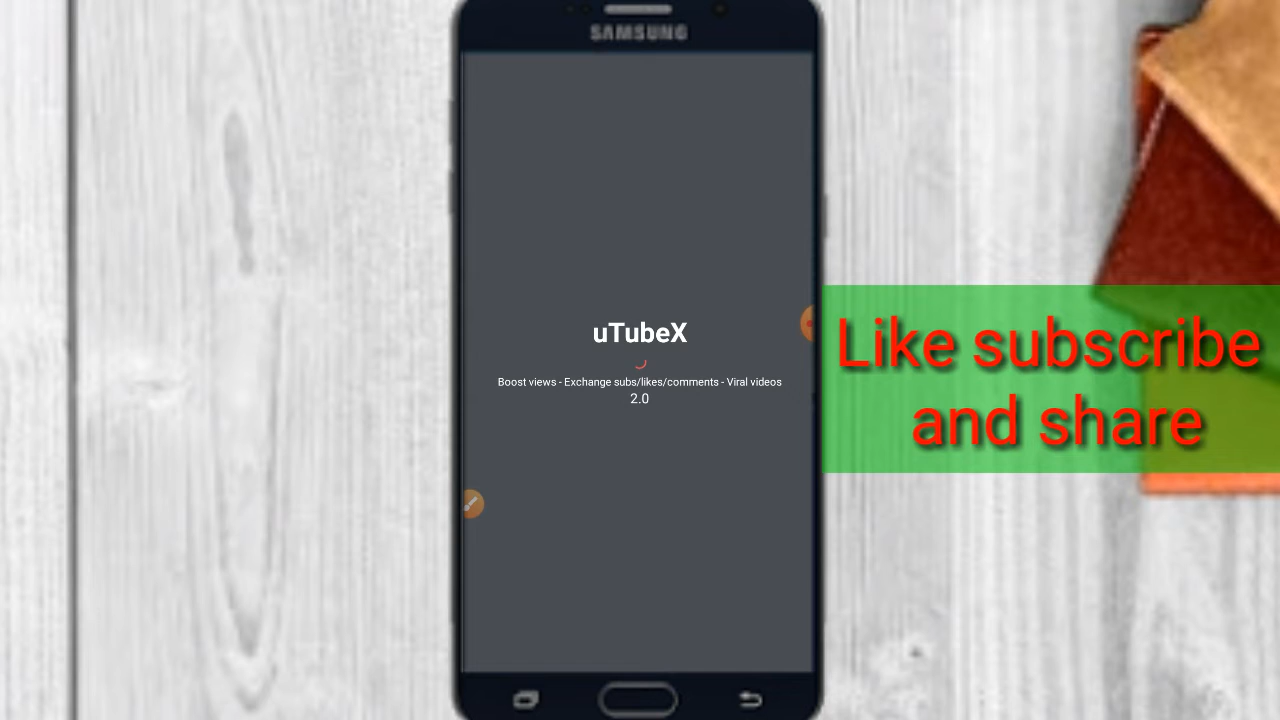 SAMSUNG
uTubeX
Boost views - Exchange subs/likes/comments - Viral videos
2.0
Like subscribe
and share